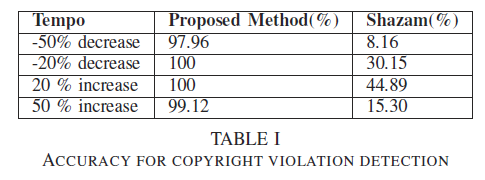 Tempo Proposed Method(%) Shazam(%)
-50% decrease 97.96 8.16
-20% decrease 100 30.15
20 % increase 100 44.89
50 % increase 99.12 15.30
TABLE I
ACCURACY FOR COPYRIGHT VIOLATION DETECTION